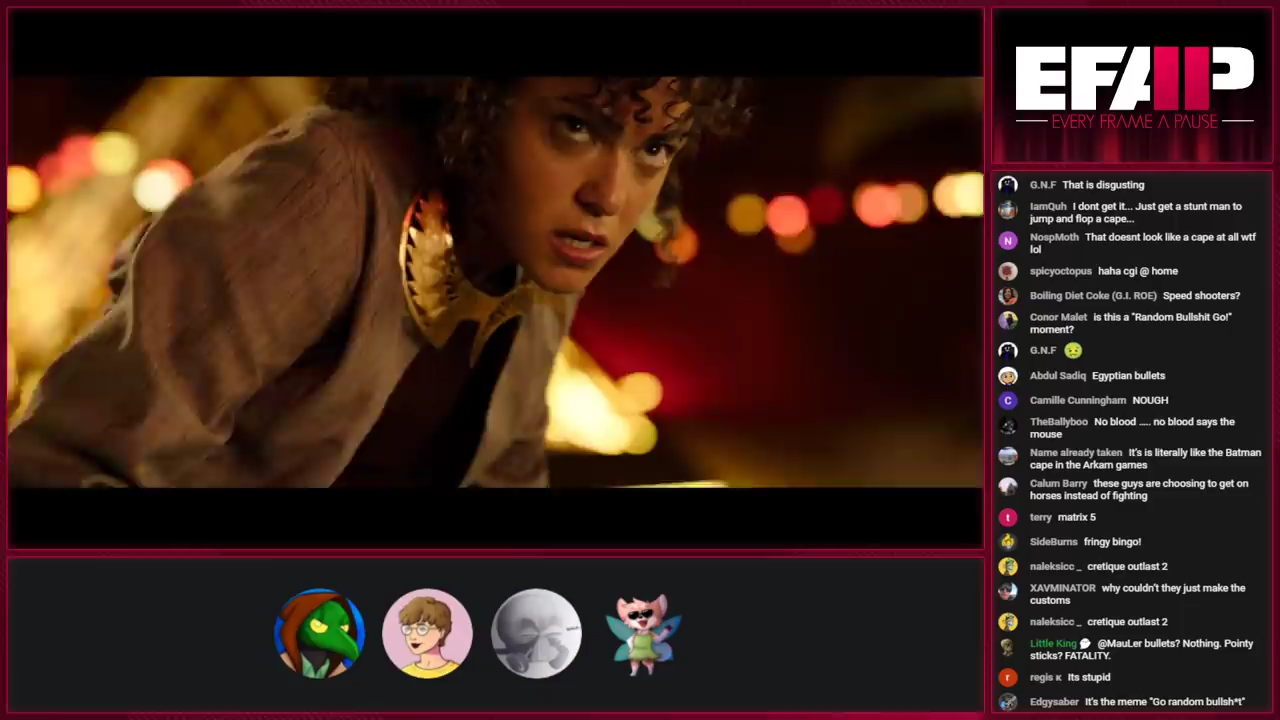 EFAP
EVERY FRAME A PAUSE
G.N.F That is disgusting
IamQuh I dont get it... Just get a stunt man to
jump and flop a cape...
NospMoth That doesnt look like a cape at all wtf
lol
spicyoctopus haha cgi @ home
Boiling Diet Coke (G.I. ROE) Speed shooters?
Conor Malet is this a "Random Bullshit Go!"
moment?
G.N.F
Abdul Sadiq Egyptian bullets
C
Camille Cunningham NOUGH
TheBallyboo No blood ..... no blood says the
mouse
Name already taken It's is literally like the Batman
cape in the Arkam games
Calum Barry these guys are choosing to get on
horses instead of fighting
t
terry matrix 5
SideBurns fringy bingo!
naleksicc _ cretique outlast 2
XAVMINATOR why couldn't they just make the
customs
naleksicc _ cretique outlast 2
Little King @MauLer bullets? Nothing. Pointy
sticks? FATALITY.
r
regis ĸ Its stupid
Edgysaber It's the meme "Go random bullsh*t"
N